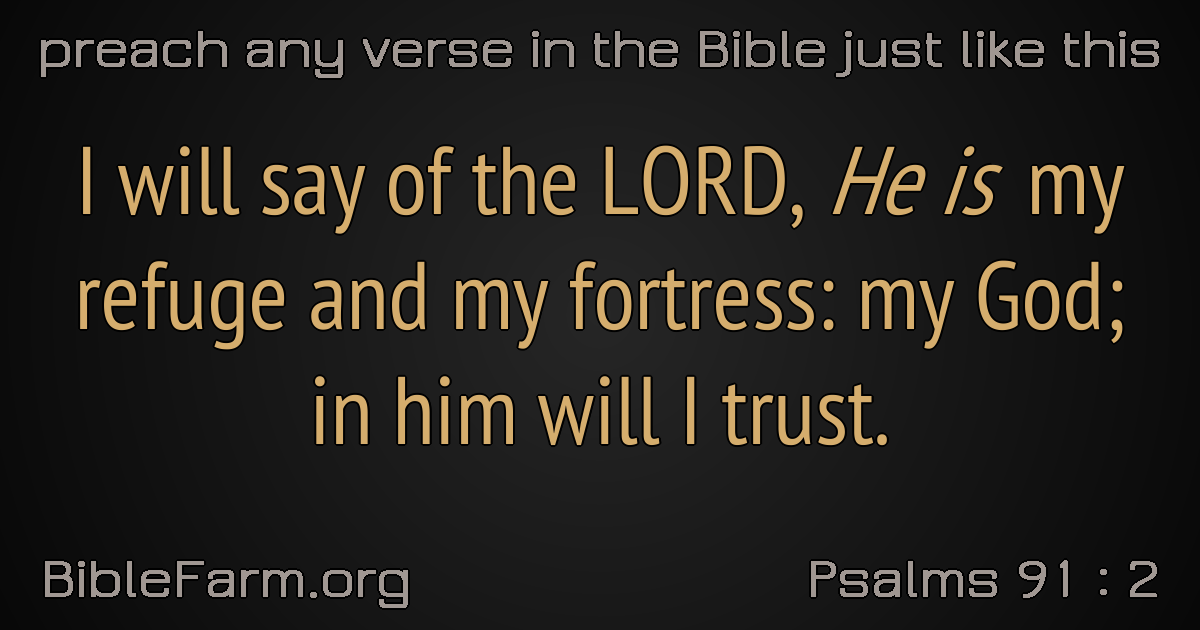 preach any verse in the Bible just like this
I will say of the LORD, He is my
refuge and my fortress: my God;
in him will I trust.
BibleFarm.org
Psalms 91 : 2